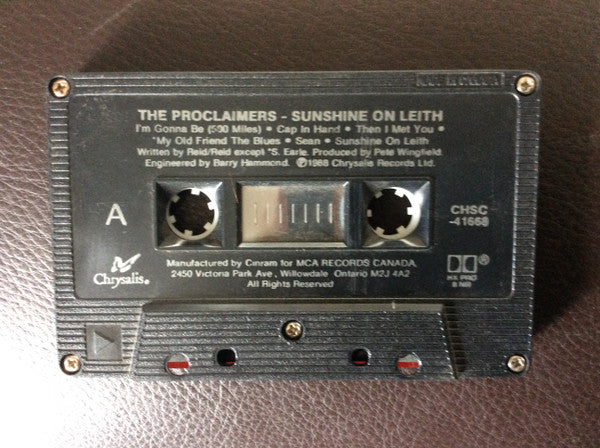 THE PROCLAIMERS - SUNSHINE ON LEITH
I'm Gonna Be (500 Miles) • Cap In Hand • Then I Met You •
*My Old Friend The Blues • Sean • Sunshine On Leith
Written by Reid/Reid except *S. Earle. Produced by Pete Wingfield
Engineered by Barry Hammond. ℗1988 Chrysalis Records Ltd.
A
CHSC
-41668
Chrysalis®
Manufactured by Cinram for MCA RECORDS CANADA,
2450 Victoria Park Ave., Willowdale Ontario M2J 4A2
All Rights Reserved
®
HX PRO
B NR